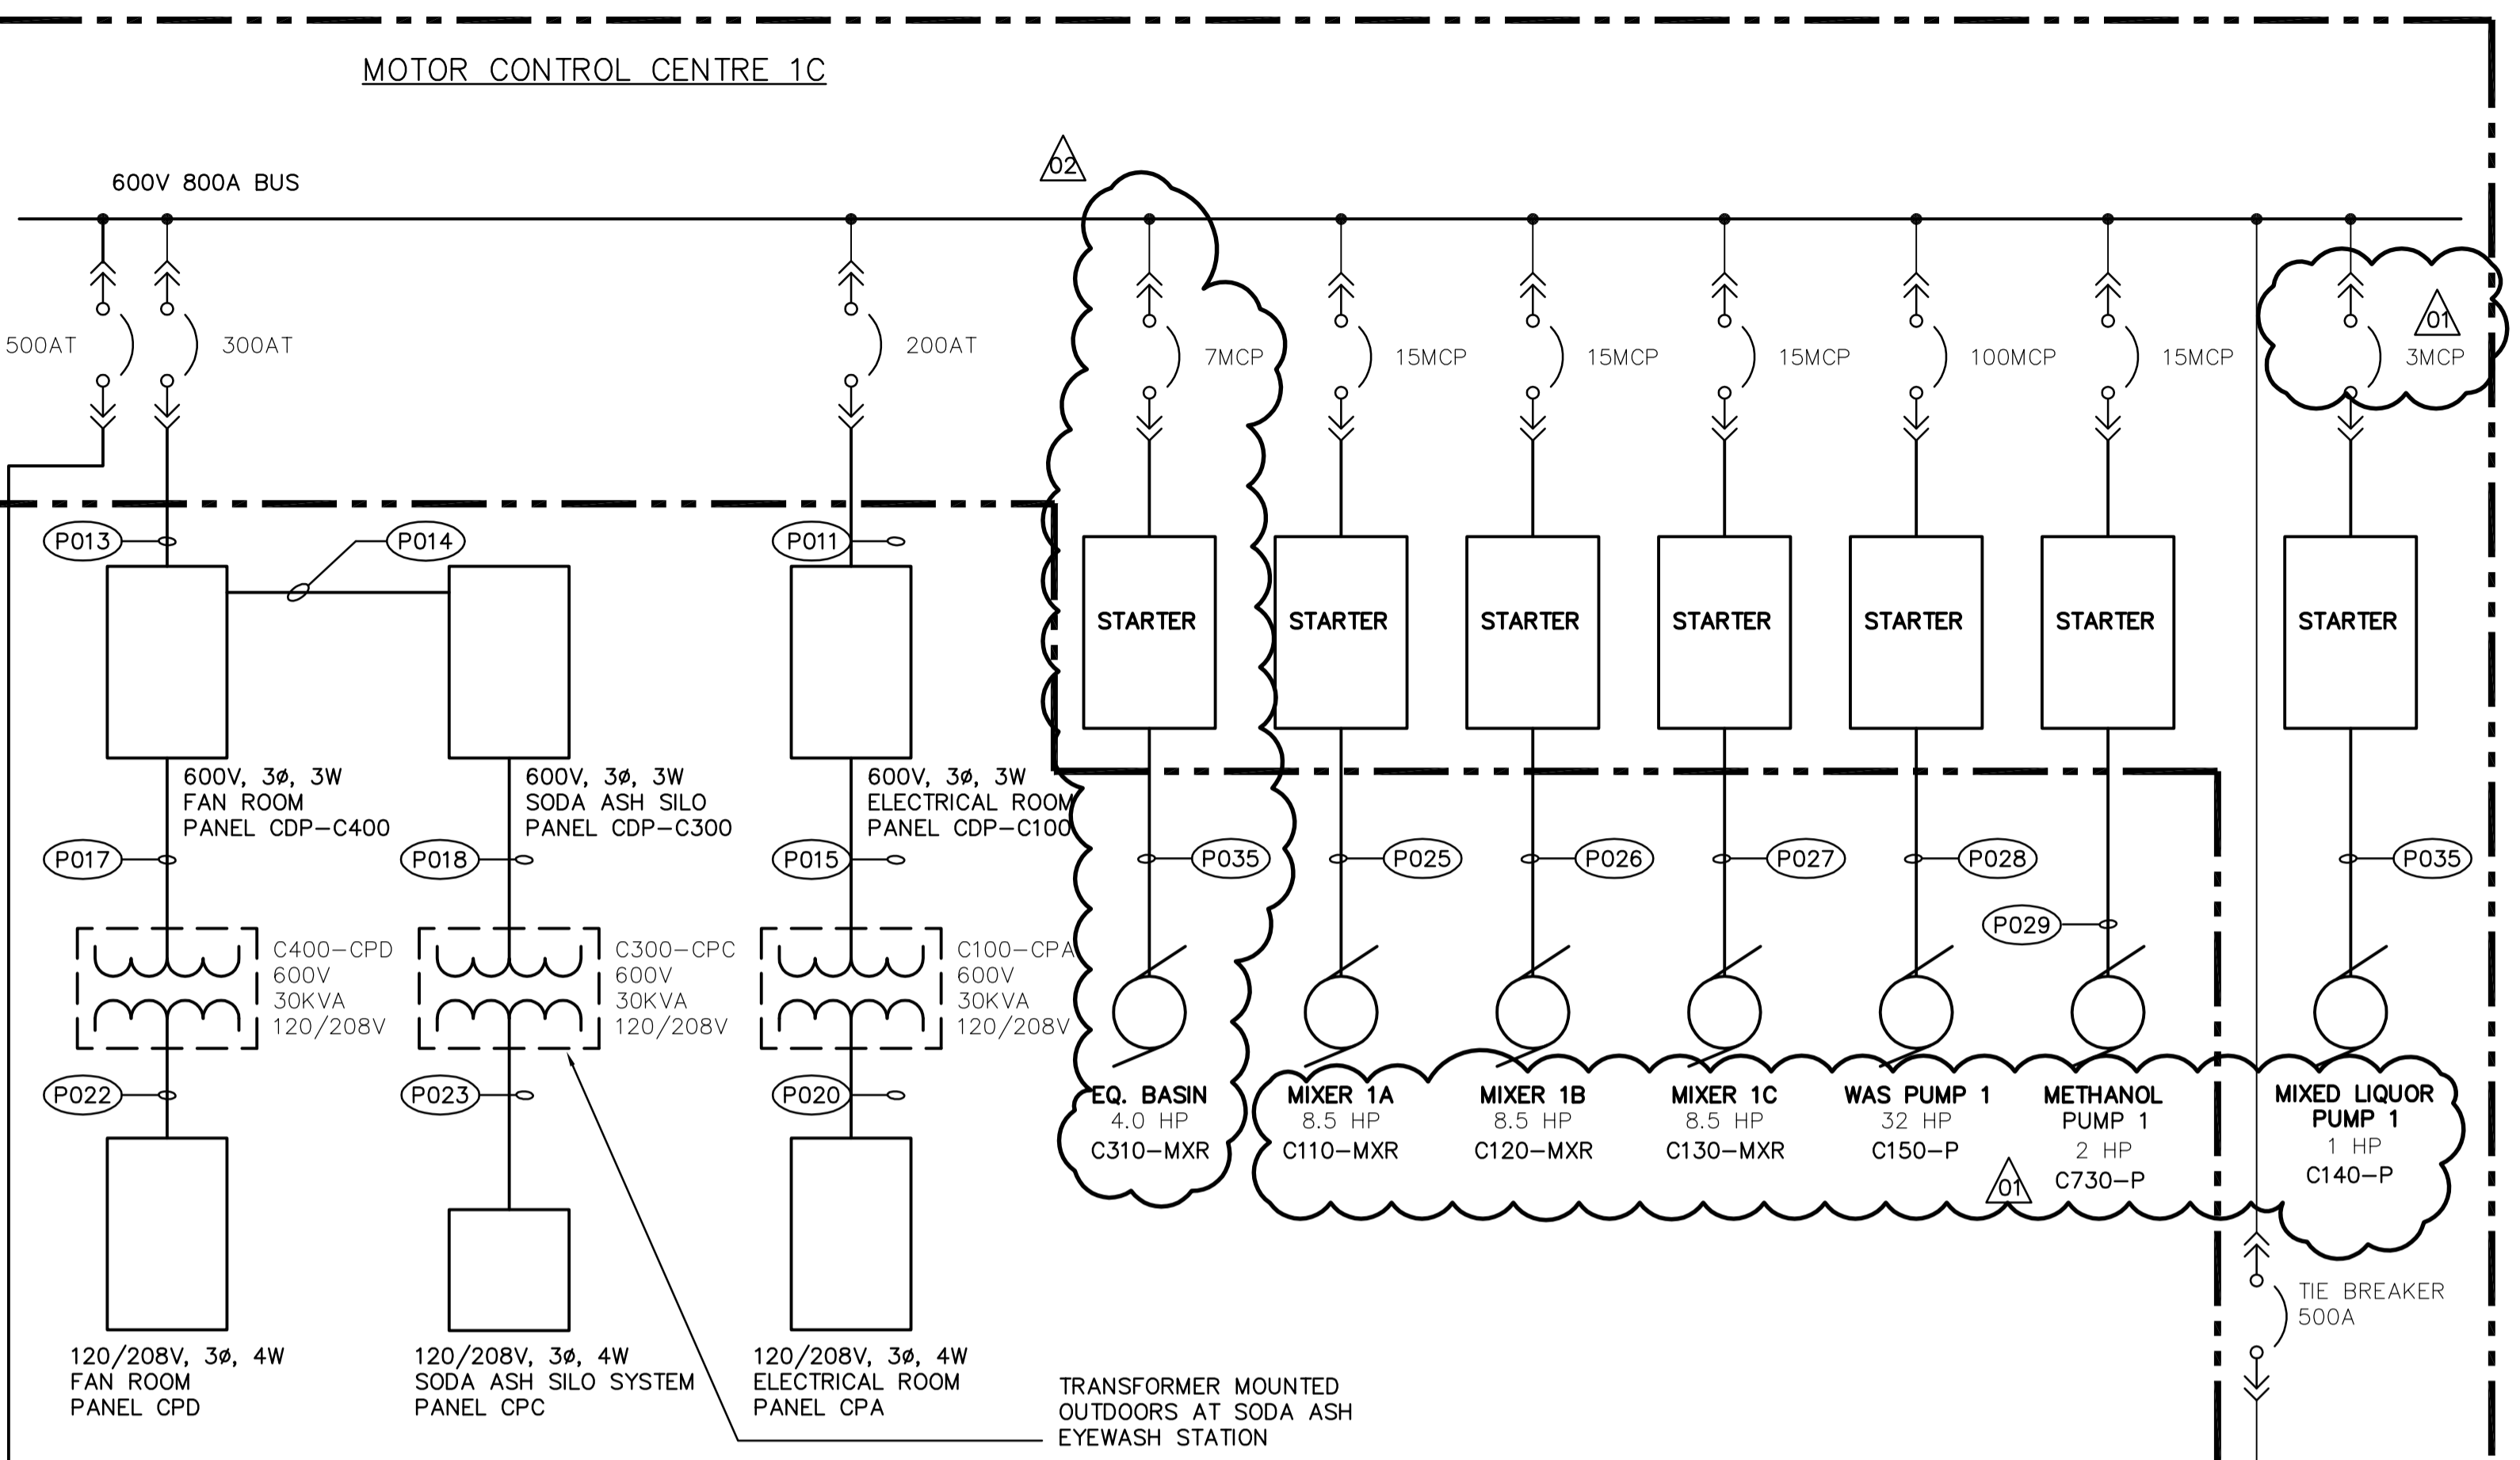 MOTOR CONTROL CENTRE 1C
02
600V 800A BUS
500AT
300AT
200AT
7MCP
15MCP
15MCP
15MCP
100MCP
15MCP
01
3MCP
P013
P014
P011
STARTER
STARTER
STARTER
STARTER
STARTER
STARTER
STARTER
600V, 3ø, 3W
FAN ROOM
PANEL CDP-C400
600V, 3ø, 3W
SODA ASH SILO
PANEL CDP-C300
600V, 3ø, 3W
ELECTRICAL ROOM
PANEL CDP-C100
P017
P018
P015
P035
P025
P026
P027
P028
P029
P035
C400-CPD
600V
30KVA
120/208V
C300-CPC
600V
30KVA
120/208V
C100-CPA
600V
30KVA
120/208V
P022
P023
P020
EQ. BASIN
4.0 HP
C310-MXR
MIXER 1A
8.5 HP
C110-MXR
MIXER 1B
8.5 HP
C120-MXR
MIXER 1C
8.5 HP
C130-MXR
WAS PUMP 1
32 HP
C150-P
METHANOL
PUMP 1
2 HP
C730-P
MIXED LIQUOR
PUMP 1
1 HP
C140-P
01
TIE BREAKER
500A
120/208V, 3ø, 4W
FAN ROOM
PANEL CPD
120/208V, 3ø, 4W
SODA ASH SILO SYSTEM
PANEL CPC
120/208V, 3ø, 4W
ELECTRICAL ROOM
PANEL CPA
TRANSFORMER MOUNTED
OUTDOORS AT SODA ASH
EYEWASH STATION